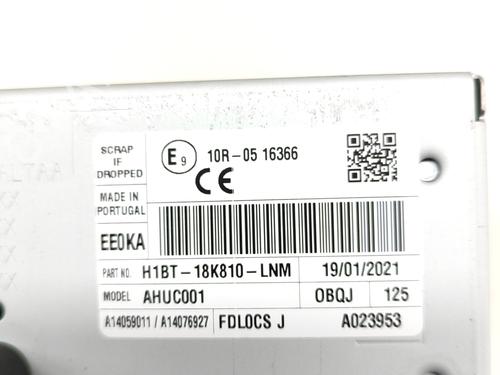 SCRAP
IF
DROPPED
E9
10R-05 16366
CE
MADE IN
PORTUGAL
EE0KA
PART NO. H1BT-18K810-LNM 19/01/2021
MODEL AHUC001 OBQJ 125
A14059011 / A14076927 FDL0CS J A023953